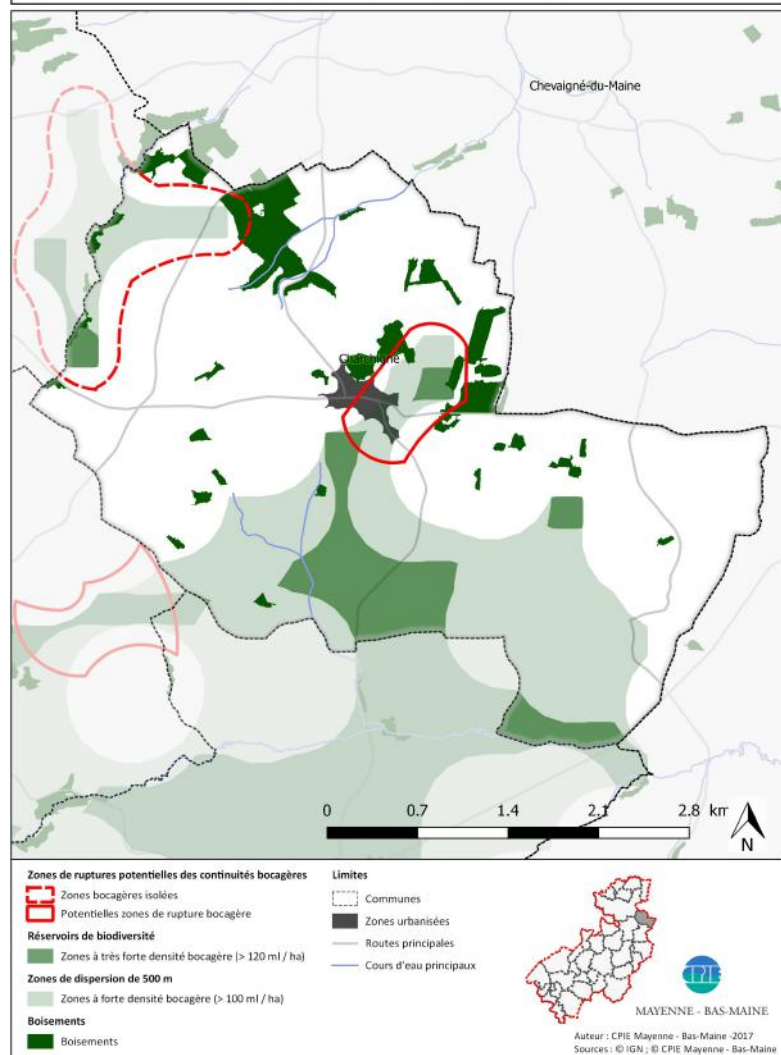 Chevaigné-du-Maine
Charchigné
0 0.7 1.4 2.1 2.8 km
N
Zones de ruptures potentielles des continuités bocagères
Zones bocagères isolées
Potentielles zones de rupture bocagère
Réservoirs de biodiversité
Zones à très forte densité bocagère (> 120 ml / ha)
Zones de dispersion de 500 m
Zones à forte densité bocagère (> 100 ml / ha)
Boisements
Boisements
Limites
Communes
Zones urbanisées
Routes principales
Cours d'eau principaux
CPIE
MAYENNE - BAS-MAINE
Auteur : CPIE Mayenne - Bas-Maine -2017
Sources : © IGN ; © CPIE Mayenne - Bas-Maine